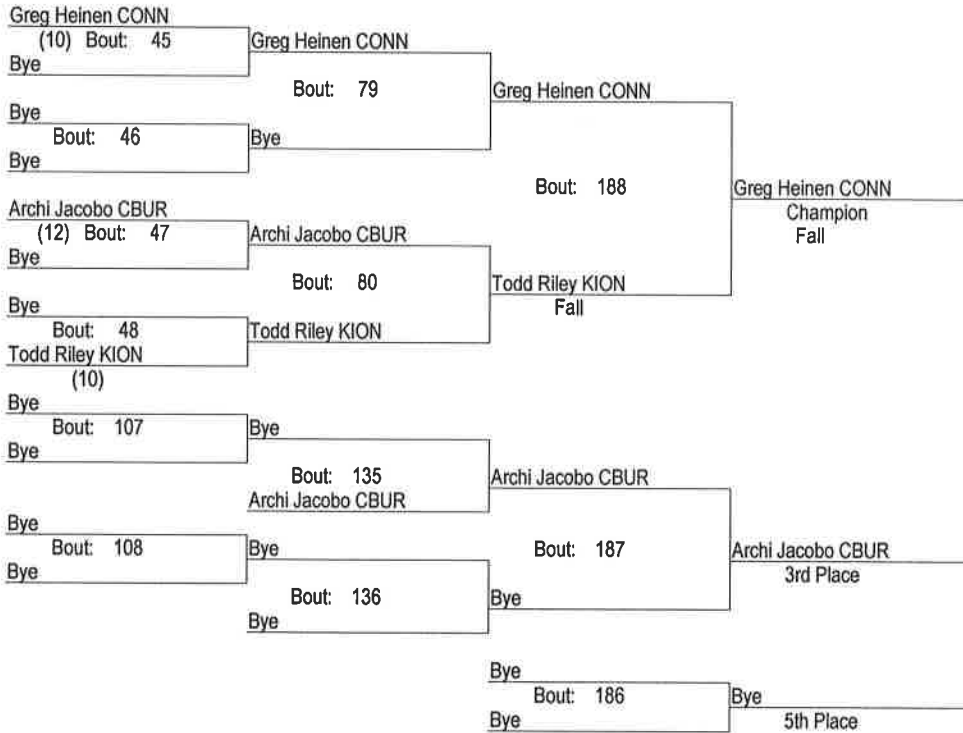 Greg Heinen CONN
(10) Bout: 45
Bye
Greg Heinen CONN
Bout: 79
Bye
Bout: 46
Bye
Bye
Greg Heinen CONN
Bout: 188
Archi Jacobo CBUR
(12) Bout: 47
Bye
Archi Jacobo CBUR
Bout: 80
Bye
Bout: 48
Todd Riley KION
(10)
Todd Riley KION
Todd Riley KION
Fall
Greg Heinen CONN
Champion
Fall
Bye
Bout: 107
Bye
Bye
Bout: 135
Archi Jacobo CBUR
Archi Jacobo CBUR
Bout: 187
Bye
Bout: 108
Bye
Bye
Bout: 136
Bye
Bye
Archi Jacobo CBUR
3rd Place
Bye
Bout: 186
Bye
Bye
5th Place